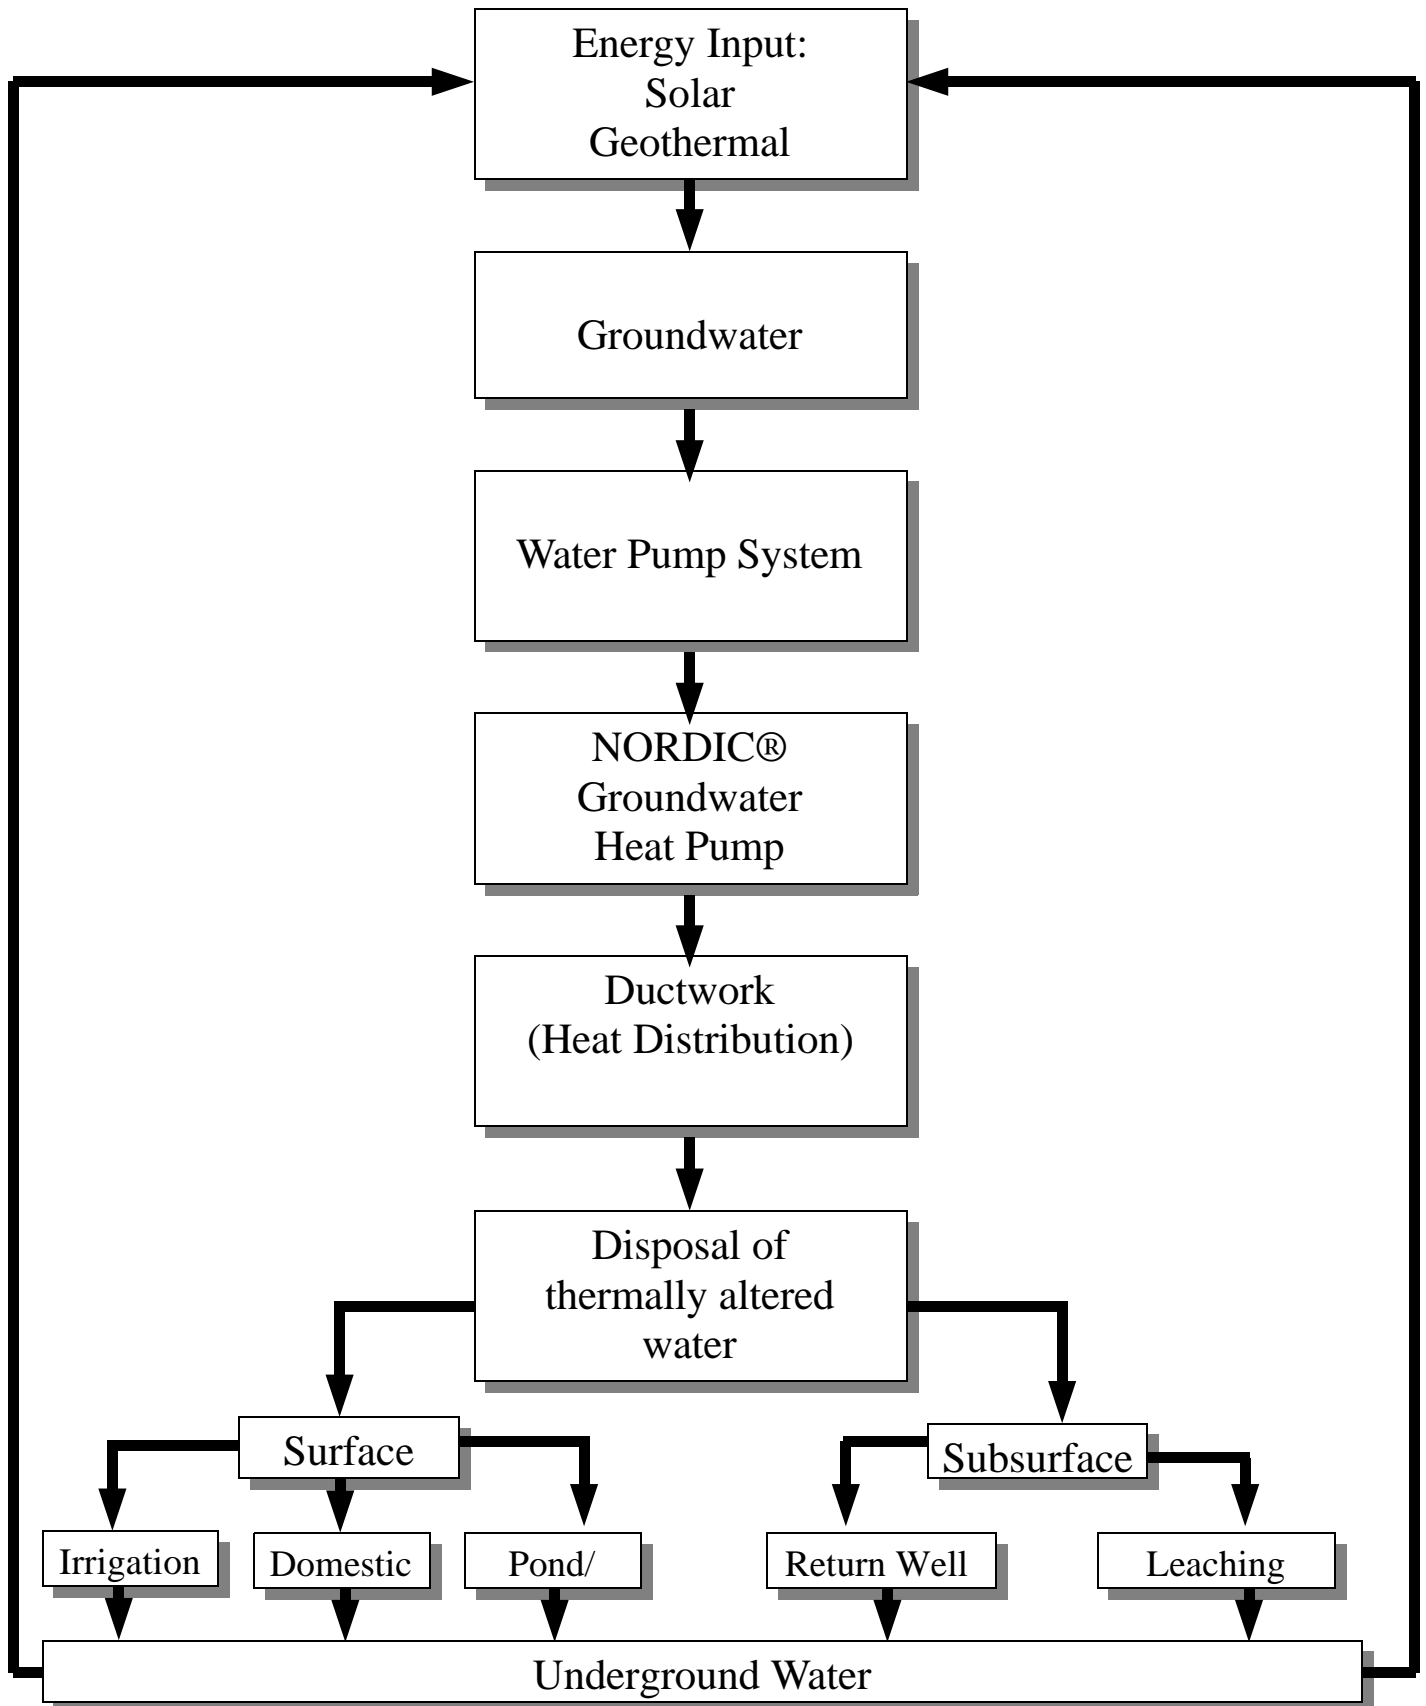 Energy Input:
Solar
Geothermal
Groundwater
Water Pump System
NORDIC®
Groundwater
Heat Pump
Ductwork
(Heat Distribution)
Disposal of
thermally altered
water
Surface
Subsurface
Irrigation
Domestic
Pond/
Return Well
Leaching
Underground Water